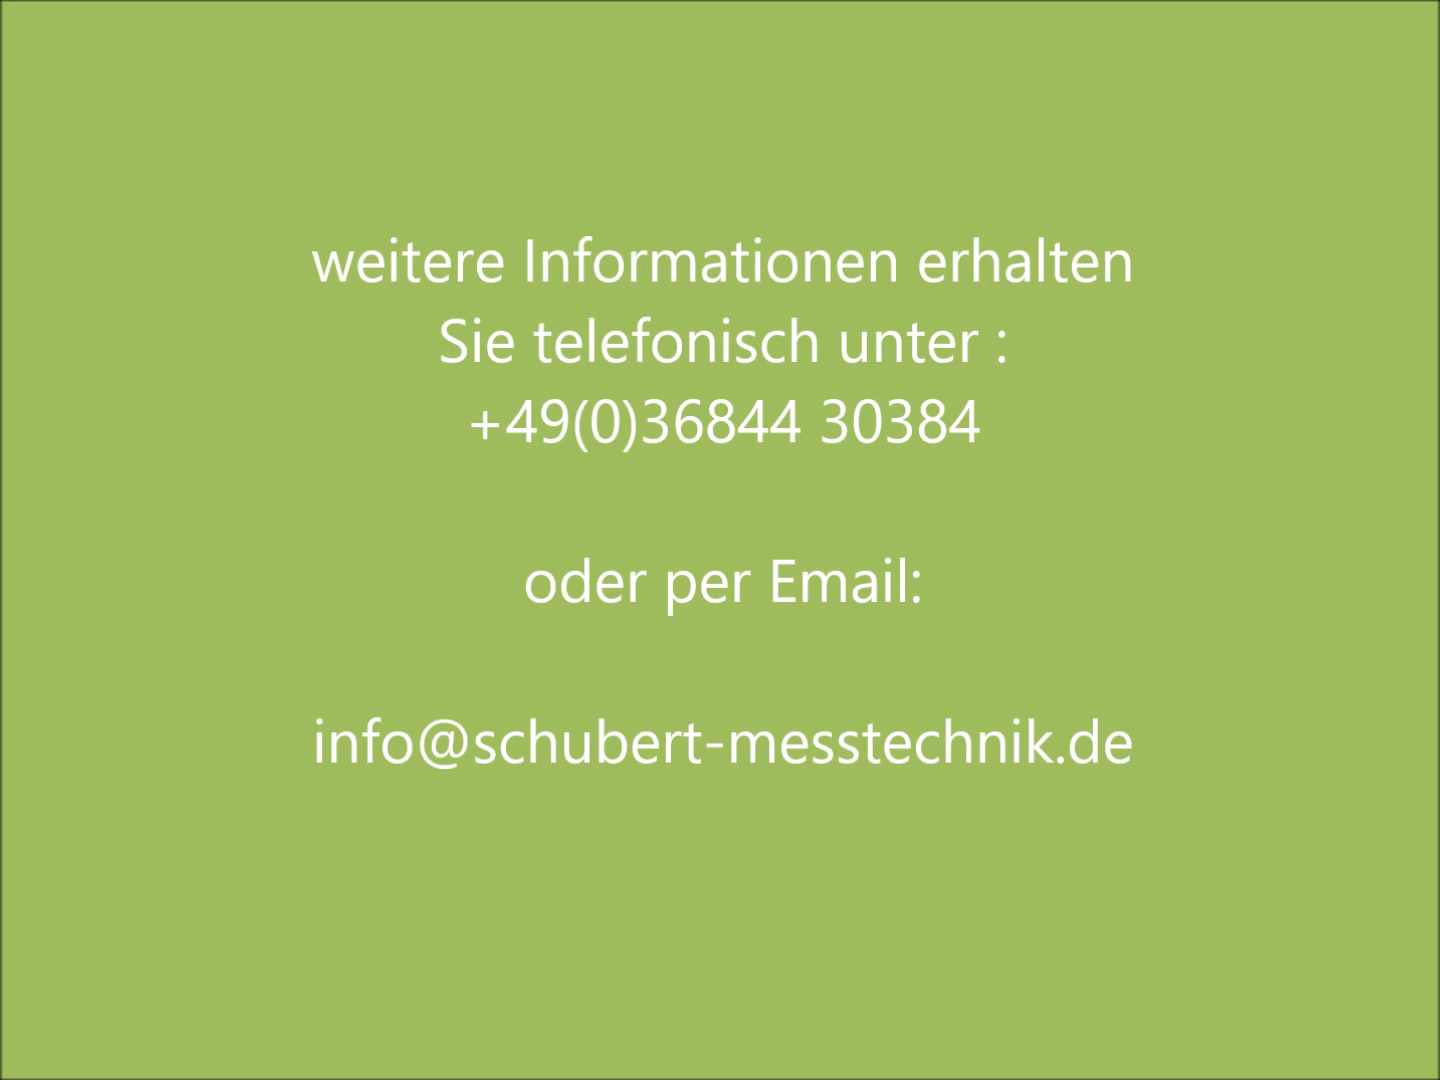 weitere Informationen erhalten
Sie telefonisch unter :
+49(0)36844 30384
oder per Email:
info@schubert-messtechnik.de